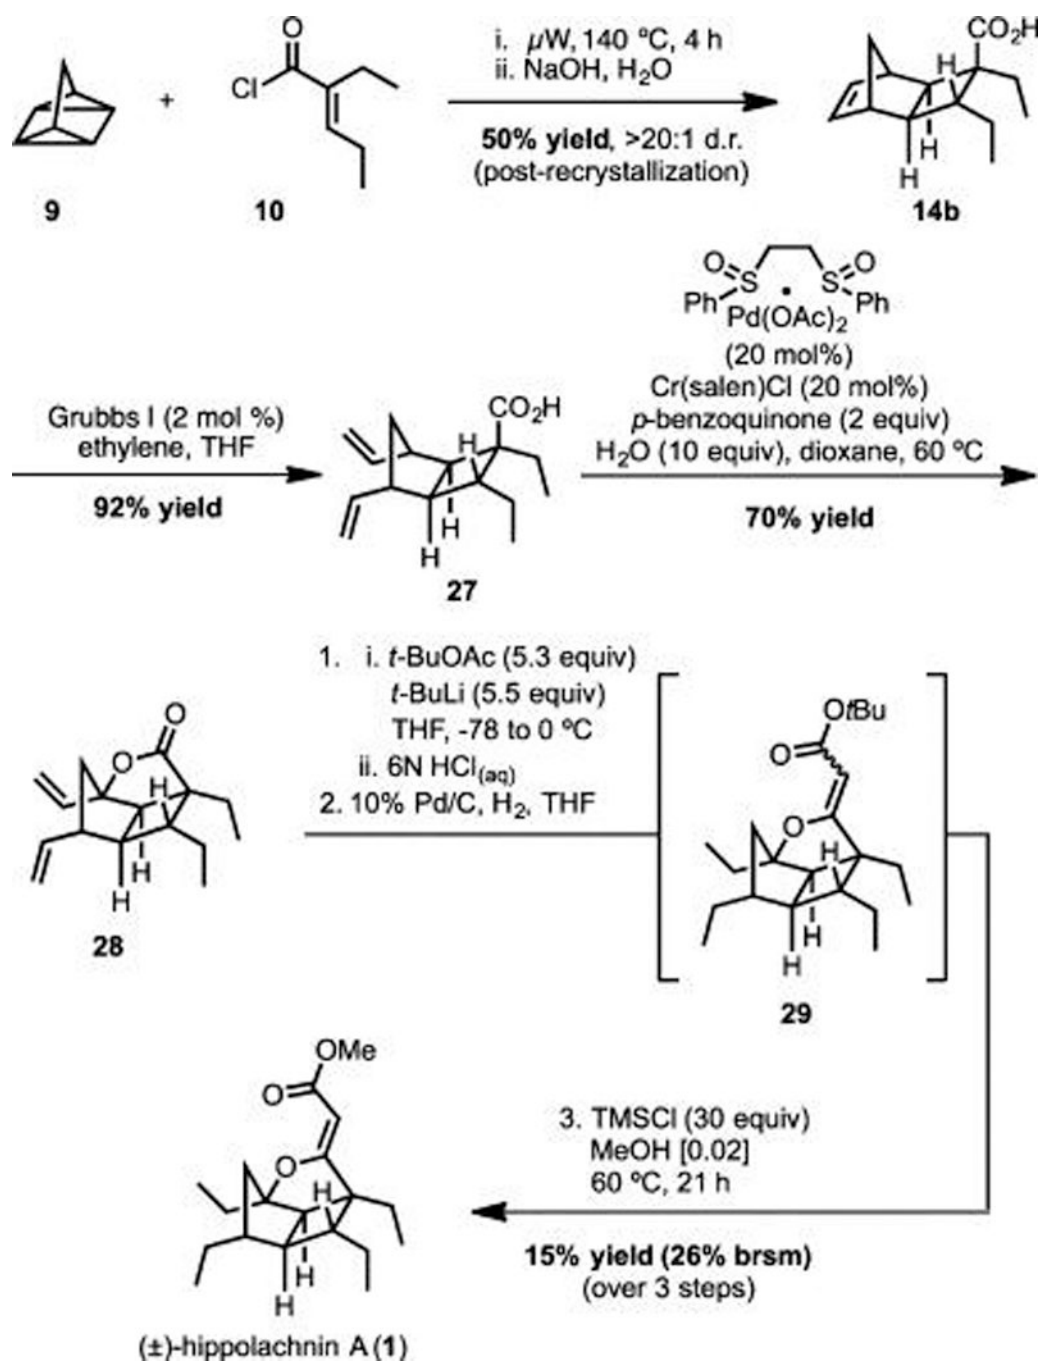 O
Cl
+
9
10
i. µW, 140 ºC, 4 h
ii. NaOH, H₂O
50% yield, >20:1 d.r.
(post-recrystallization)
CO₂H
H
H
H
14b
O
S
S
O
Ph
•
Ph
Pd(OAc)₂
(20 mol%)
Cr(salen)Cl (20 mol%)
p-benzoquinone (2 equiv)
H₂O (10 equiv), dioxane, 60 ºC
70% yield
Grubbs I (2 mol %)
ethylene, THF
92% yield
CO₂H
H
H
H
27
O
O
H
H
H
28
1. i. t-BuOAc (5.3 equiv)
t-BuLi (5.5 equiv)
THF, -78 to 0 ºC
ii. 6N HCl(aq)
2. 10% Pd/C, H₂, THF
OtBu
O
O
H
H
H
29
OMe
O
O
H
H
H
3. TMSCl (30 equiv)
MeOH [0.02]
60 ºC, 21 h
15% yield (26% brsm)
(over 3 steps)
(±)-hippolachnin A (1)